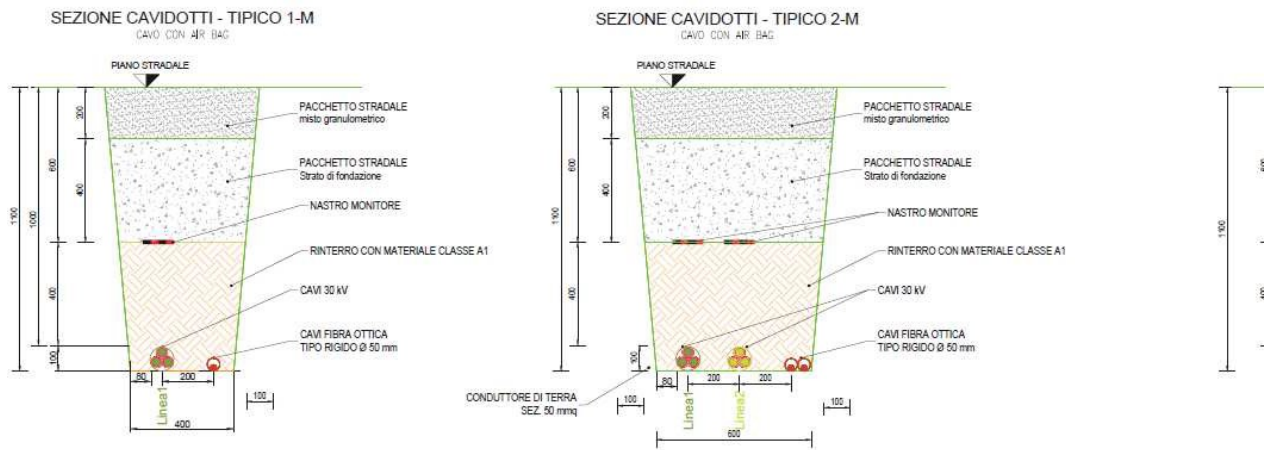 SEZIONE CAVIDOTTI - TIPICO 1-M
CAVO CON AIR BAG
PIANO STRADALE
PACCHETTO STRADALE
misto granulometrico
PACCHETTO STRADALE
Strato di fondazione
NASTRO MONITORE
RINTERRO CON MATERIALE CLASSE A1
CAVI 30 kV
CAVI FIBRA OTTICA
TIPO RIGIDO Ø 50 mm
1100
1000
600
400
100
200
400
80
200
100
Linea1
400
SEZIONE CAVIDOTTI - TIPICO 2-M
CAVO CON AIR BAG
PIANO STRADALE
PACCHETTO STRADALE
misto granulometrico
PACCHETTO STRADALE
Strato di fondazione
NASTRO MONITORE
RINTERRO CON MATERIALE CLASSE A1
CAVI 30 kV
CAVI FIBRA OTTICA
TIPO RIGIDO Ø 50 mm
CONDUTTORE DI TERRA
SEZ. 50 mmq
1100
600
400
200
400
100
80
200
200
100
100
Linea1
Linea2
600
1100